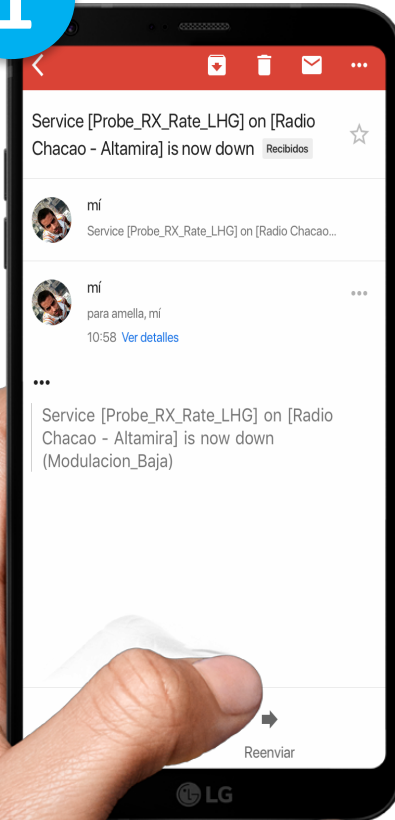 1
Service [Probe_RX_Rate_LHG] on [Radio
Chacao - Altamira] is now down Recibidos
mí
Service [Probe_RX_Rate_LHG] on [Radio Chacao...
mí
para amella, mí
10:58 Ver detalles
•••
Service [Probe_RX_Rate_LHG] on [Radio
Chacao - Altamira] is now down
(Modulacion_Baja)
Reenviar
LG